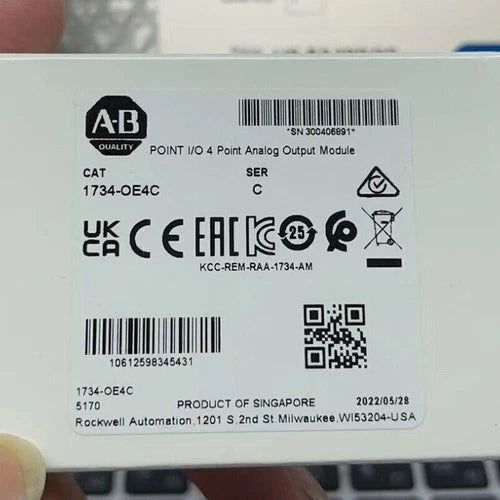 A-B
QUALITY
*SN 300406891*
POINT I/O 4 Point Analog Output Module
CAT
1734-OE4C
SER
C
UK
CA
CE
EAC
25
KCC-REM-RAA-1734-AM
10612598345431
1734-OE4C
5170
PRODUCT OF SINGAPORE
2022/05/28
Rockwell Automation,1201 S.2nd St.Milwaukee,WI53204-USA